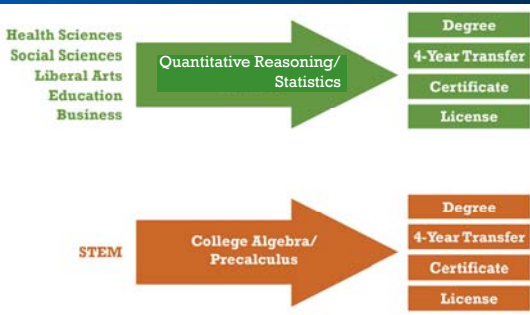 Health Sciences
Social Sciences
Liberal Arts
Education
Business
Quantitative Reasoning/
Statistics
Degree
4-Year Transfer
Certificate
License
STEM
College Algebra/
Precalculus
Degree
4-Year Transfer
Certificate
License